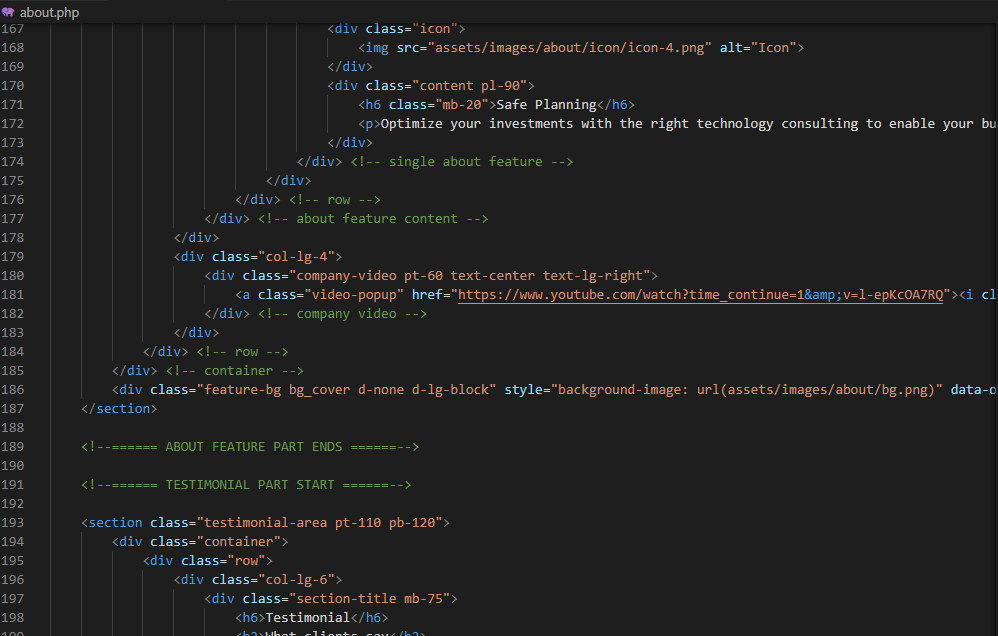 about.php
167 <div class="icon">
168 <img src="assets/images/about/icon/icon-4.png" alt="Icon">
169 </div>
170 <div class="content pl-90">
171 <h6 class="mb-20">Safe Planning</h6>
172 <p>Optimize your investments with the right technology consulting to enable your bu
173 </div>
174 </div> <!-- single about feature -->
175 </div>
176 </div> <!-- row -->
177 </div> <!-- about feature content -->
178 </div>
179 <div class="col-lg-4">
180 <div class="company-video pt-60 text-center text-lg-right">
181 <a class="video-popup" href="https://www.youtube.com/watch?time_continue=1&amp;v=l-epKcOA7RQ"><i cl
182 </div> <!-- company video -->
183 </div>
184 </div> <!-- row -->
185 </div> <!-- container -->
186 <div class="feature-bg bg_cover d-none d-lg-block" style="background-image: url(assets/images/about/bg.png)" data-o
187 </section>
188
189 <!--====== ABOUT FEATURE PART ENDS ======-->
190
191 <!--====== TESTIMONIAL PART START ======-->
192
193 <section class="testimonial-area pt-110 pb-120">
194 <div class="container">
195 <div class="row">
196 <div class="col-lg-6">
197 <div class="section-title mb-75">
198 <h6>Testimonial</h6>
199 <h2>What clients say</h2>